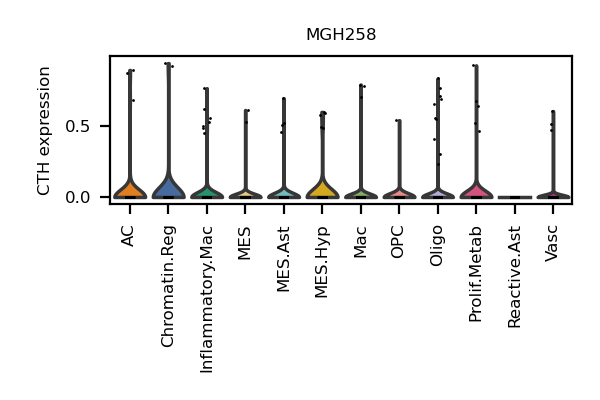 MGH258
CTH expression
0.5
0.0
AC
Chromatin.Reg
Inflammatory.Mac
MES
MES.Ast
MES.Hyp
Mac
OPC
Oligo
Prolif.Metab
Reactive.Ast
Vasc